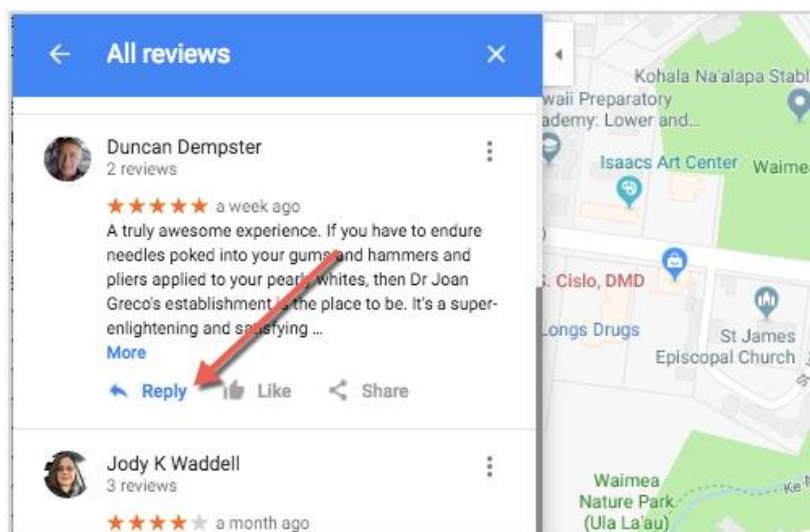 All reviews
Duncan Dempster
2 reviews
a week ago
A truly awesome experience. If you have to endure
needles poked into your gums and hammers and
pliers applied to your pearly whites, then Dr Joan
Greco's establishment is the place to be. It's a super-
enlightening and satisfying ...
More
Reply Like Share
Jody K Waddell
3 reviews
a month ago
Kohala Na'alapa Stabl
waii Preparatory
ademy: Lower and...
Isaacs Art Center
Waimea
S. Cislo, DMD
Longs Drugs
St James
Episcopal Church
St
Waimea
Nature Park
(Ula La'au)
Ke